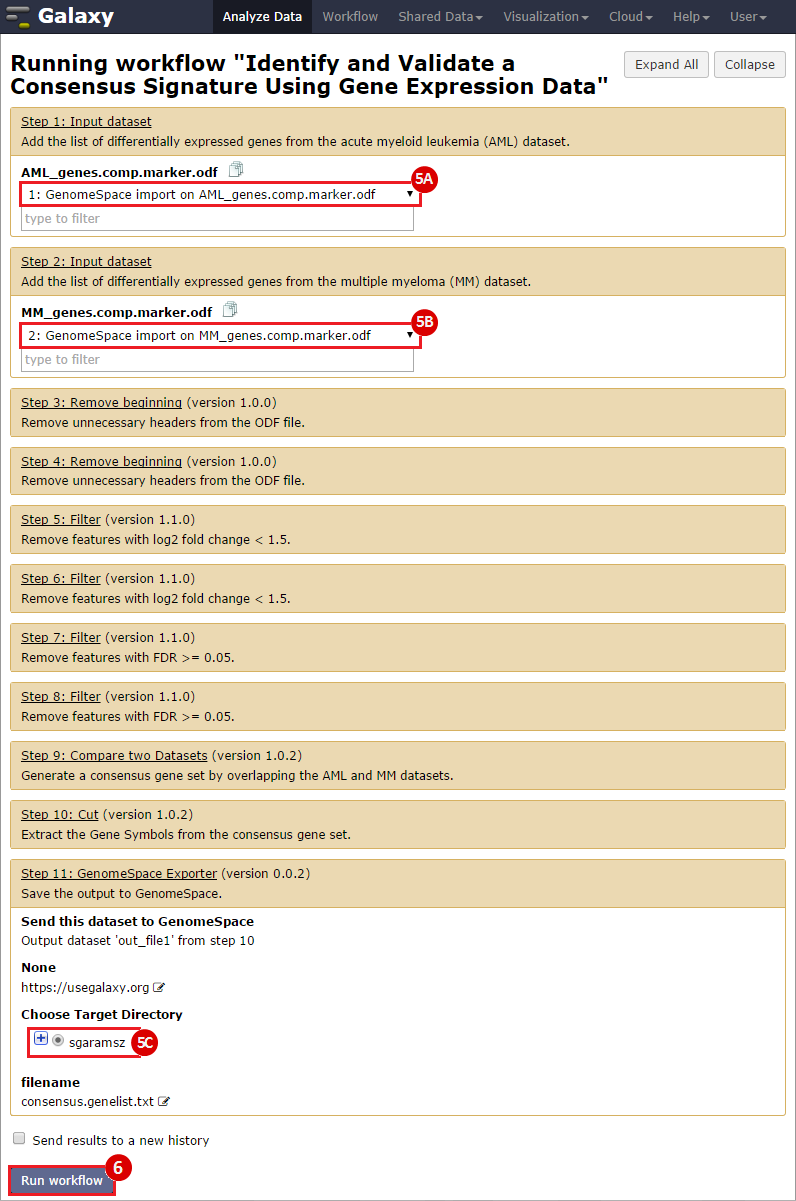 Galaxy
Analyze Data Workflow Shared Data Visualization Cloud Help User
Running workflow "Identify and Validate a
Consensus Signature Using Gene Expression Data"
Expand All Collapse
Step 1: Input dataset
Add the list of differentially expressed genes from the acute myeloid leukemia (AML) dataset.
AML_genes.comp.marker.odf
5A
1: GenomeSpace import on AML_genes.comp.marker.odf
type to filter
Step 2: Input dataset
Add the list of differentially expressed genes from the multiple myeloma (MM) dataset.
MM_genes.comp.marker.odf
5B
2: GenomeSpace import on MM_genes.comp.marker.odf
type to filter
Step 3: Remove beginning (version 1.0.0)
Remove unnecessary headers from the ODF file.
Step 4: Remove beginning (version 1.0.0)
Remove unnecessary headers from the ODF file.
Step 5: Filter (version 1.1.0)
Remove features with log2 fold change < 1.5.
Step 6: Filter (version 1.1.0)
Remove features with log2 fold change < 1.5.
Step 7: Filter (version 1.1.0)
Remove features with FDR >= 0.05.
Step 8: Filter (version 1.1.0)
Remove features with FDR >= 0.05.
Step 9: Compare two Datasets (version 1.0.2)
Generate a consensus gene set by overlapping the AML and MM datasets.
Step 10: Cut (version 1.0.2)
Extract the Gene Symbols from the consensus gene set.
Step 11: GenomeSpace Exporter (version 0.0.2)
Save the output to GenomeSpace.
Send this dataset to GenomeSpace
Output dataset 'out_file1' from step 10
None
https://usegalaxy.org
Choose Target Directory
sgaramsz 5C
filename
consensus.genelist.txt
Send results to a new history
6
Run workflow